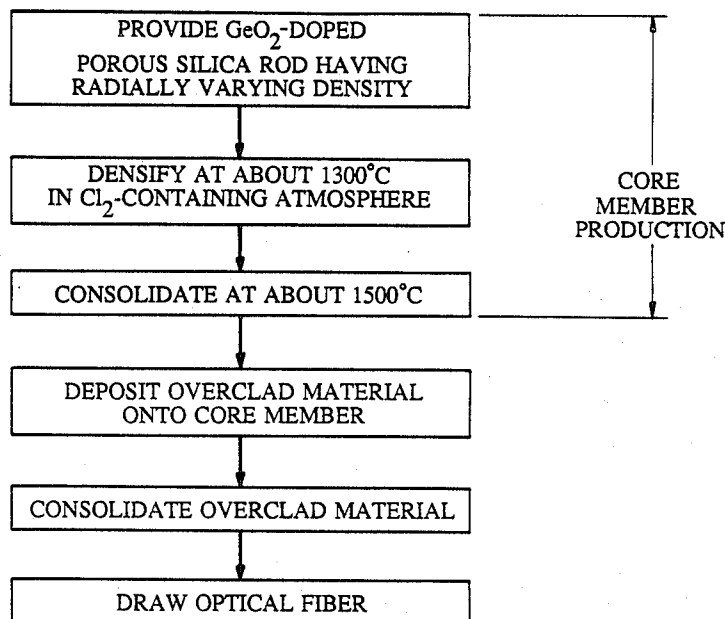 PROVIDE GeO2-DOPED
POROUS SILICA ROD HAVING
RADIALLY VARYING DENSITY
DENSIFY AT ABOUT 1300°C
IN Cl2-CONTAINING ATMOSPHERE
CONSOLIDATE AT ABOUT 1500°C
CORE
MEMBER
PRODUCTION
DEPOSIT OVERCLAD MATERIAL
ONTO CORE MEMBER
CONSOLIDATE OVERCLAD MATERIAL
DRAW OPTICAL FIBER